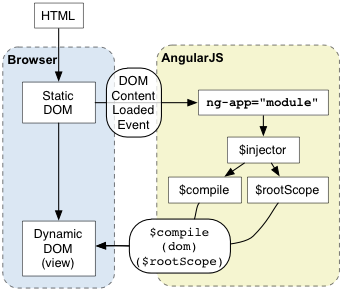 HTML
Browser
AngularJS
Static
DOM
DOM
Content
Loaded
Event
ng-app="module"
$injector
$compile
$rootScope
Dynamic
DOM
(view)
$compile
(dom)
($rootScope)